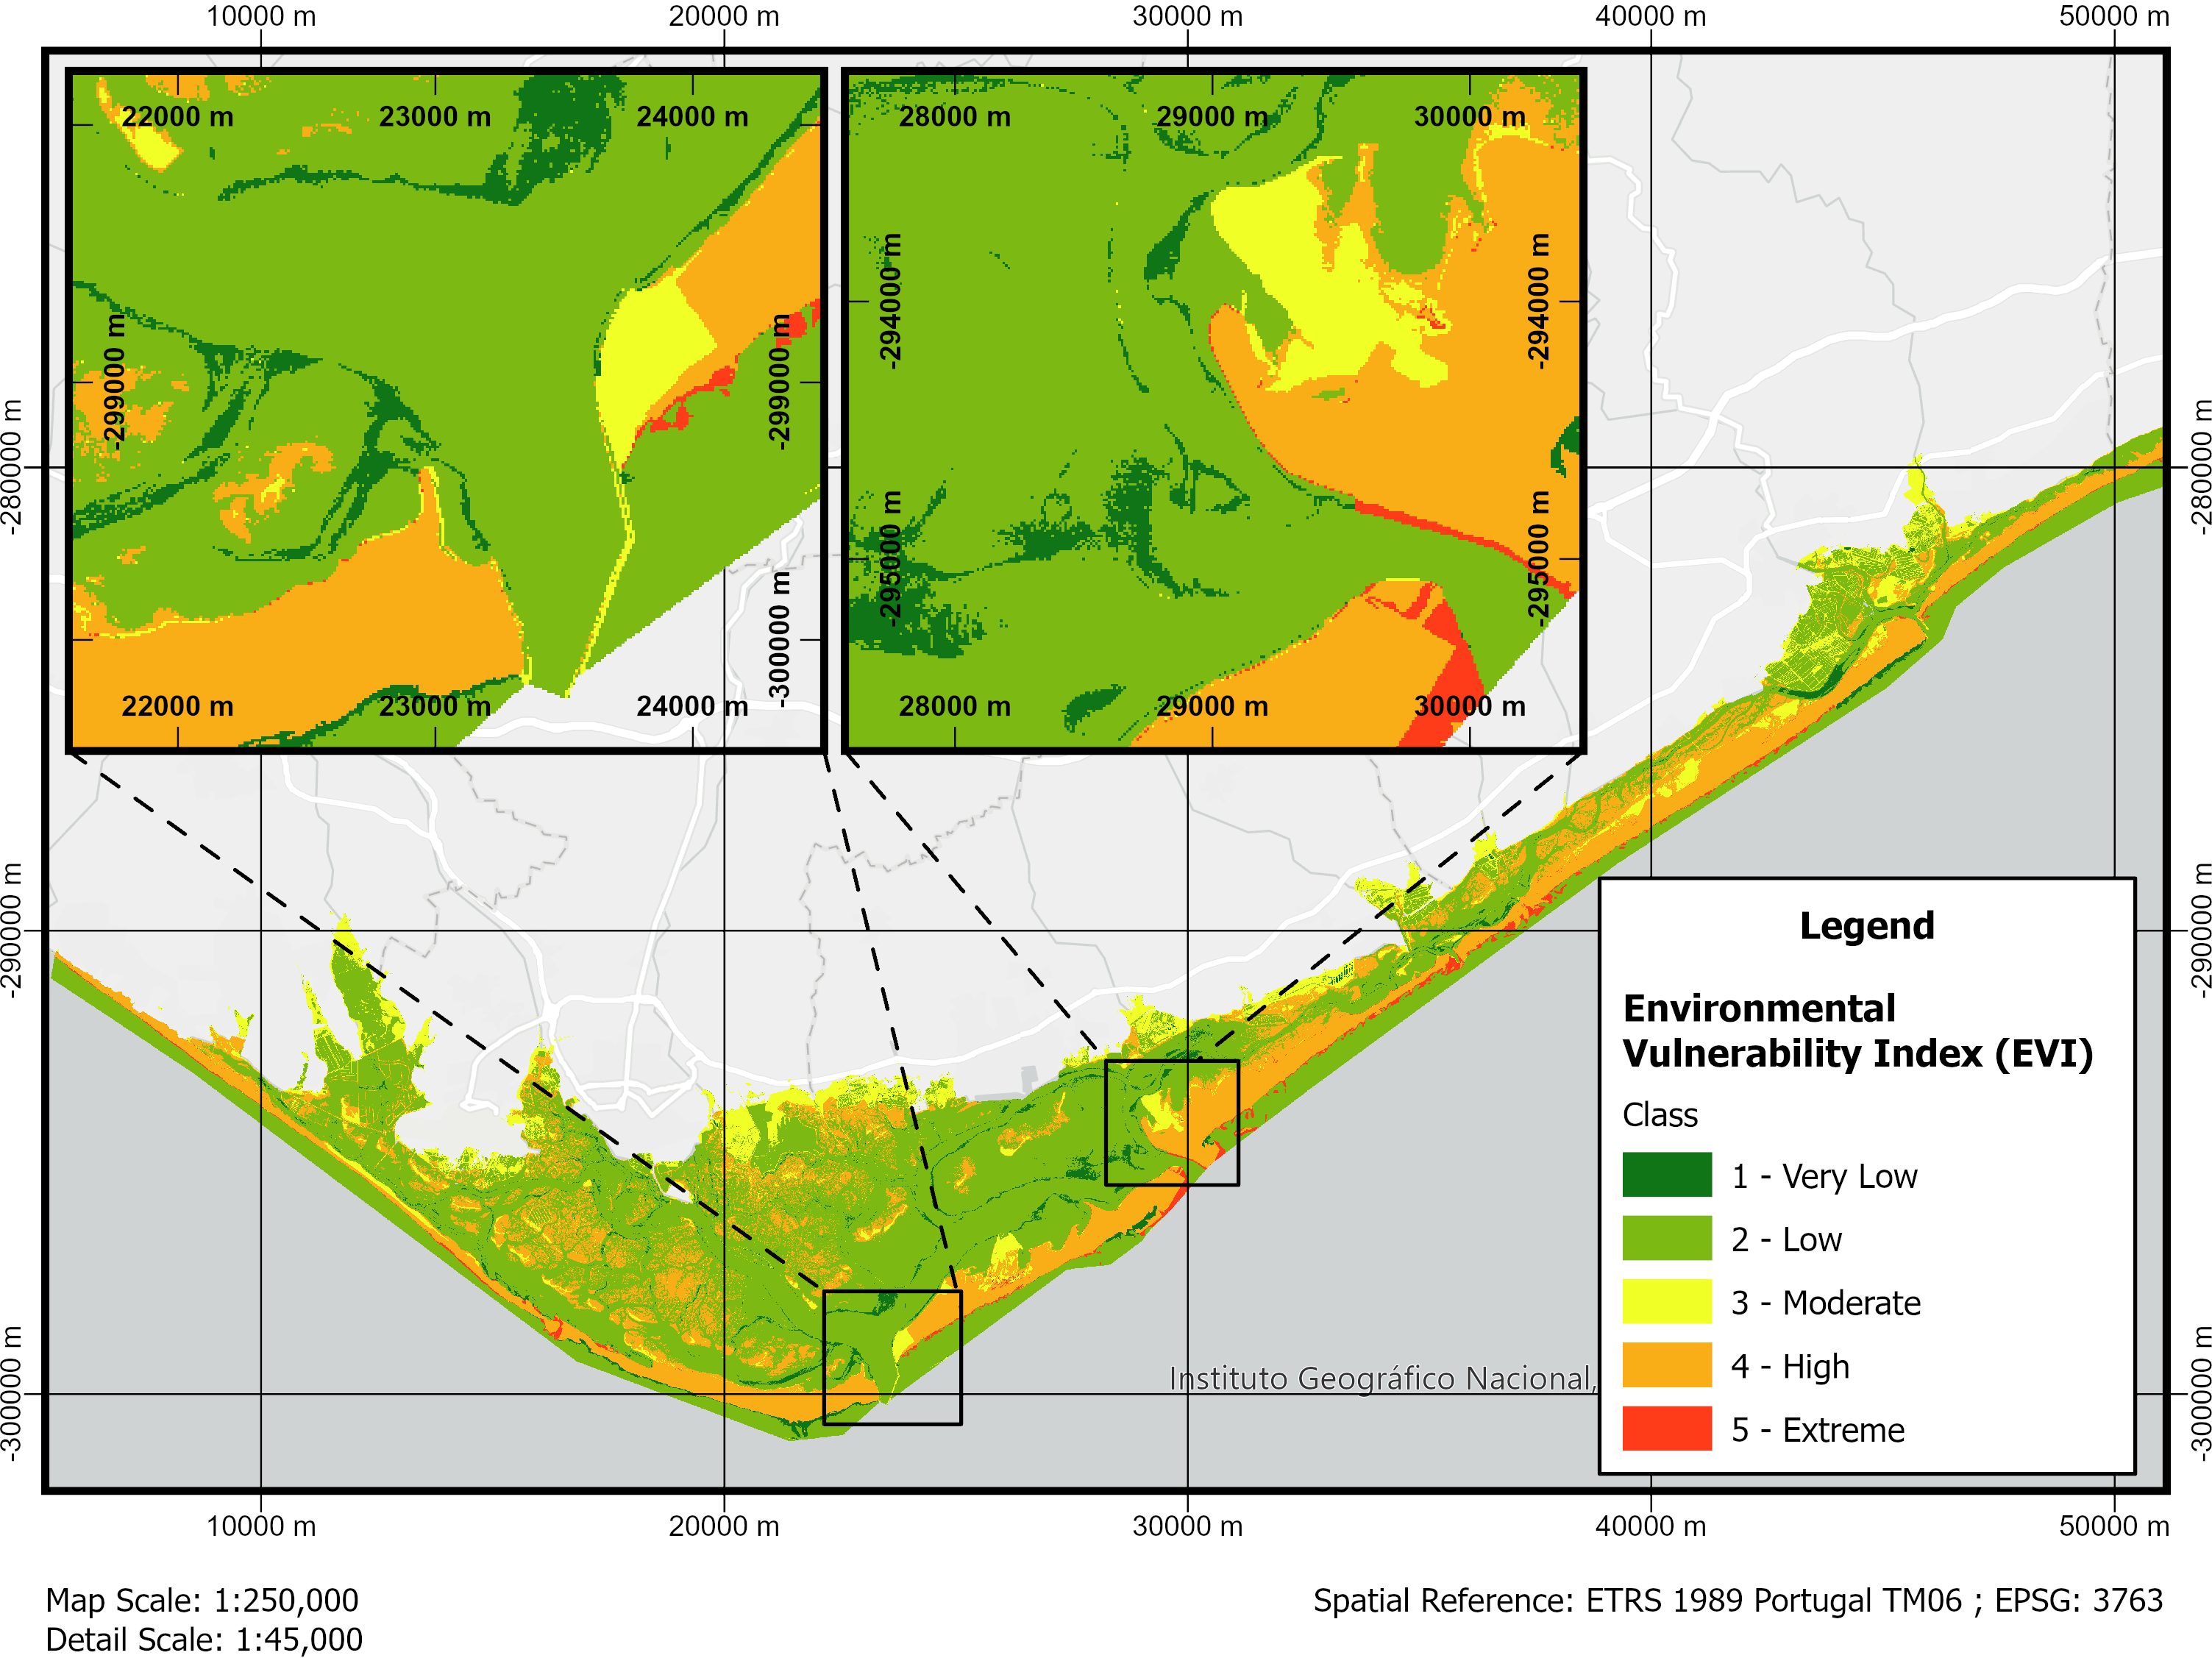 10000 m 20000 m 30000 m 40000 m 50000 m
22000 m 23000 m 24000 m
28000 m 29000 m 30000 m
-294000 m -294000 m
-299000 m -299000 m
-280000 m -280000 m
-295000 m -295000 m
-300000 m
22000 m 23000 m 24000 m
28000 m 29000 m 30000 m
-290000 m -290000 m
Legend
Environmental
Vulnerability Index (EVI)
Class
1 - Very Low
2 - Low
3 - Moderate
4 - High
5 - Extreme
Instituto Geográfico Nacional,
-300000 m -300000 m
10000 m 20000 m 30000 m 40000 m 50000 m
Map Scale: 1:250,000
Detail Scale: 1:45,000
Spatial Reference: ETRS 1989 Portugal TM06 ; EPSG: 3763